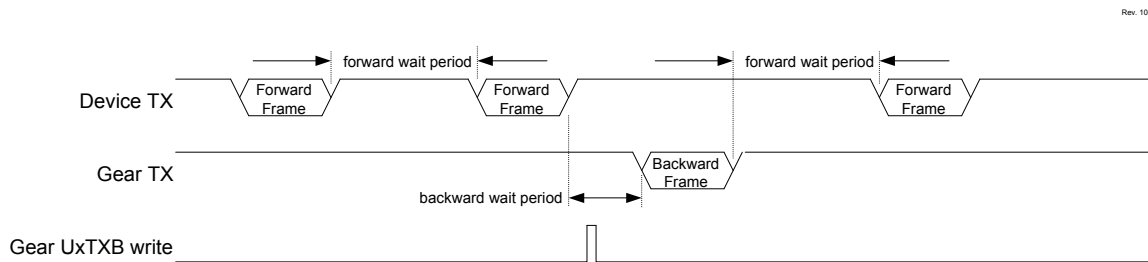 Rev. 10
forward wait period
forward wait period
Device TX
Forward
Frame
Forward
Frame
Forward
Frame
Gear TX
Backward
Frame
backward wait period
Gear UxTXB write